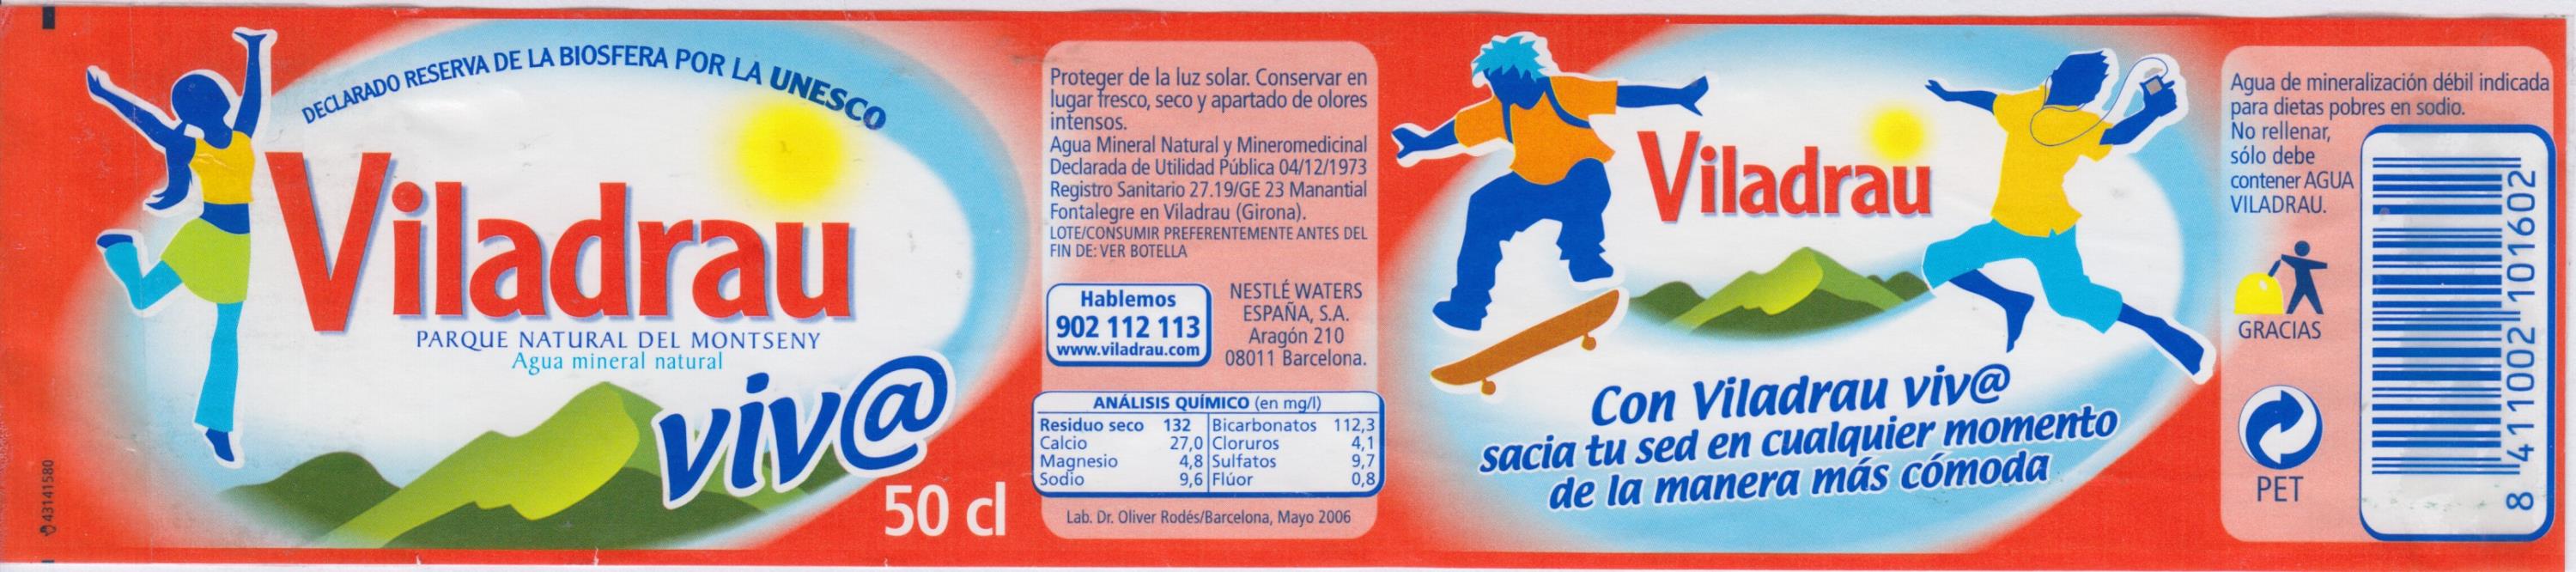 DECLARADO RESERVA DE LA BIOSFERA POR LA UNESCO
Viladrau
PARQUE NATURAL DEL MONTSENY
Agua mineral natural
viv@
50 cl
43141580
Proteger de la luz solar. Conservar en
lugar fresco, seco y apartado de olores
intensos.
Agua Mineral Natural y Mineromedicinal
Declarada de Utilidad Pública 04/12/1973
Registro Sanitario 27.19/GE 23 Manantial
Fontalegre en Viladrau (Girona).
LOTE/CONSUMIR PREFERENTEMENTE ANTES DEL
FIN DE: VER BOTELLA
Hablemos
902 112 113
www.viladrau.com
NESTLÉ WATERS
ESPAÑA, S.A.
Aragón 210
08011 Barcelona.
ANÁLISIS QUÍMICO (en mg/l)
Residuo seco 132 Bicarbonatos 112,3
Calcio 27,0 Cloruros 4,1
Magnesio 4,8 Sulfatos 9,7
Sodio 9,6 Flúor 0,8
Lab. Dr. Oliver Rodés/Barcelona, Mayo 2006
Viladrau
Con Viladrau viv@
sacia tu sed en cualquier momento
de la manera más cómoda
Agua de mineralización débil indicada
para dietas pobres en sodio.
No rellenar,
sólo debe
contener AGUA
VILADRAU.
GRACIAS
PET
8 411002 101602